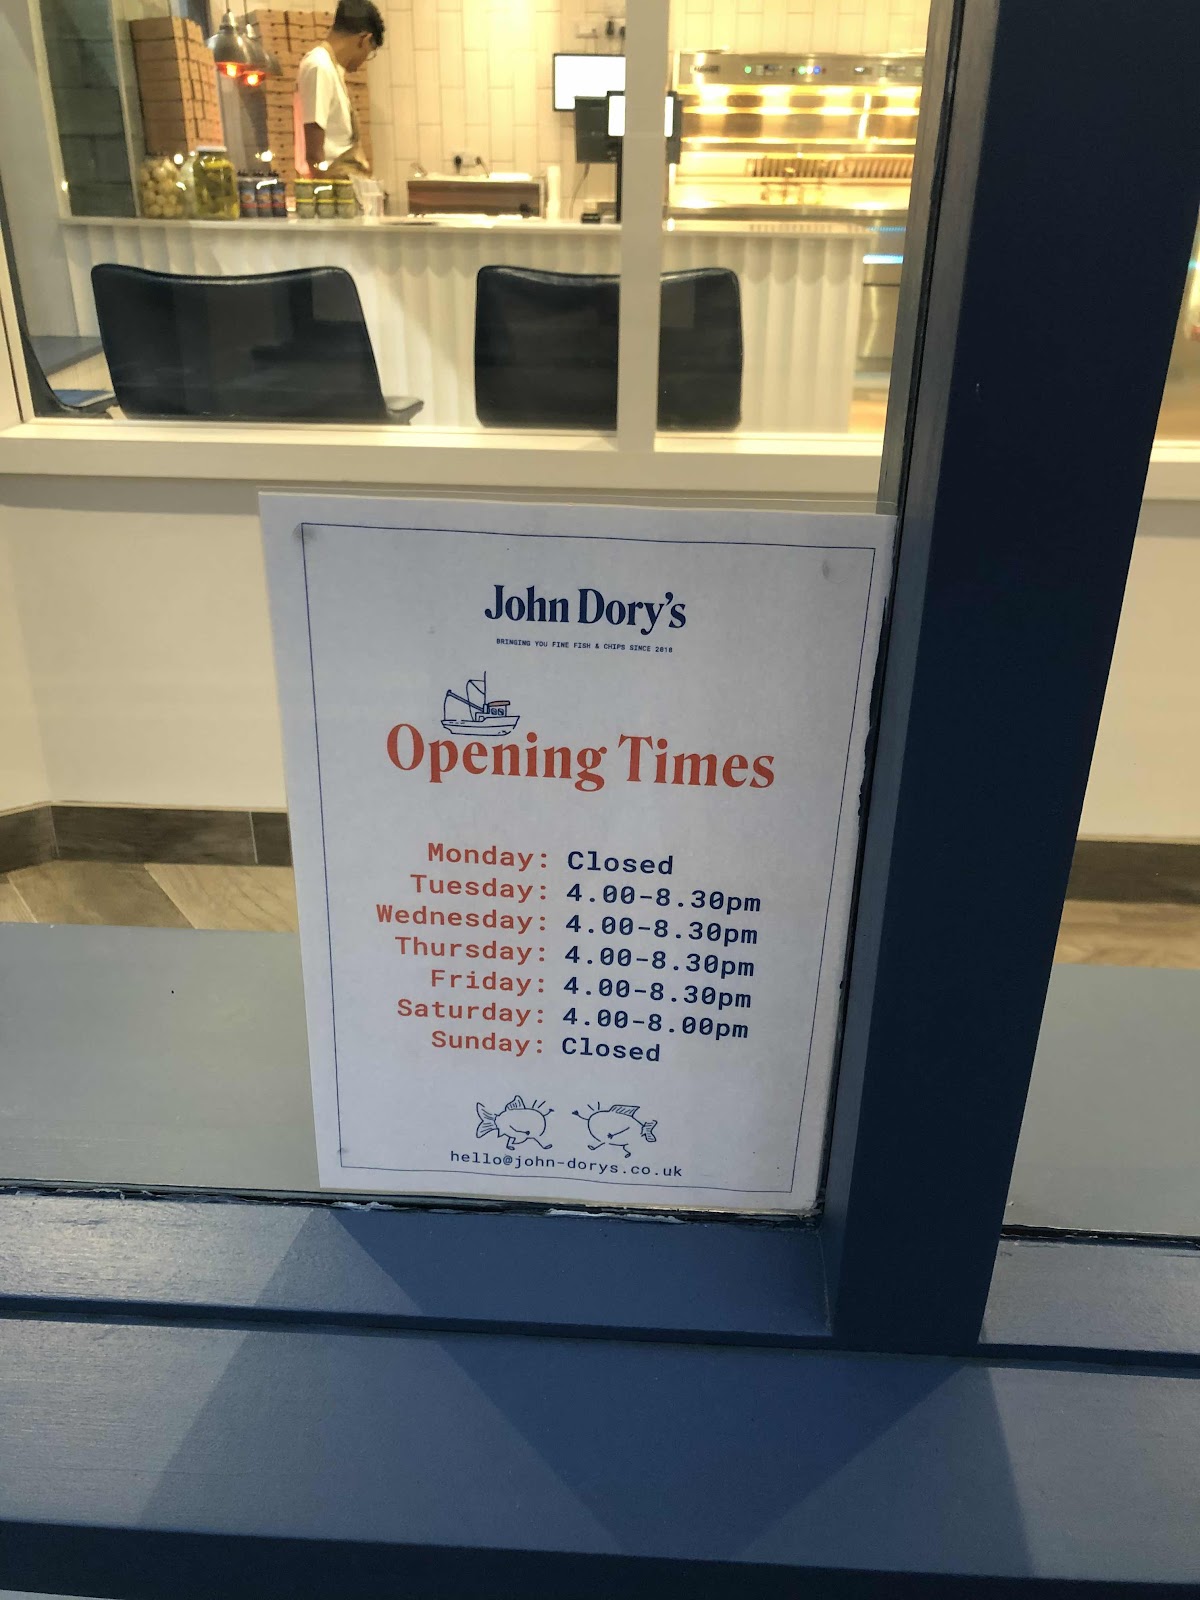 John Dory's
BRINGING YOU FINE FISH & CHIPS SINCE 2010
Opening Times
Monday: Closed
Tuesday: 4.00-8.30pm
Wednesday: 4.00-8.30pm
Thursday: 4.00-8.30pm
Friday: 4.00-8.30pm
Saturday: 4.00-8.00pm
Sunday: Closed
hello@john-dorys.co.uk